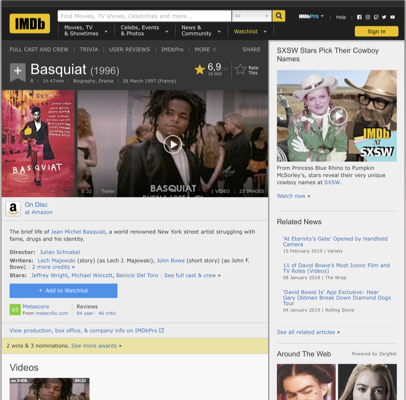 IMDb
Find Movies, TV shows, Celebrities and more...
All
IMDbPro
Help
Movies, TV & Showtimes
Celebs, Events & Photos
News & Community
Watchlist
Sign in
FULL CAST AND CREW | TRIVIA | USER REVIEWS | IMDbPro | MORE
SHARE
Basquiat (1996)
6,9
Rate This
1h 47min | Biography, Drama | 26 March 1997 (France)
BASQUIAT
0:32 | Trailer
BASQUIAT
1 VIDEO | 23 IMAGES
On Disc
at Amazon
The brief life of Jean Michel Basquiat, a world renowned New York street artist struggling with fame, drugs and his identity.
Director: Julian Schnabel
Writers: Lech Majewski (story) (as Lech J. Majewski), John Bowe (short story) (as John F. Bowe) | 2 more credits »
Stars: Jeffrey Wright, Michael Wincott, Benicio Del Toro | See full cast & crew »
+ Add to Watchlist
Metascore
From metacritic.com
Reviews
84 user | 46 critic
View production, box office, & company info on IMDbPro
2 wins & 3 nominations. See more awards »
Videos
SXSW Stars Pick Their Cowboy Names
IMDb
AT
SXSW
From Princess Blue Rhino to Pumpkin McSorley's, stars reveal their very unique cowboy names at SXSW.
Watch now »
Related News
'At Eternity's Gate' Opened by Handheld Camera
15 February 2019 | Variety
11 of David Bowie's Most Iconic Film and TV Roles (Videos)
08 January 2019 | The Wrap
'David Bowie Is' App Exclusive: Hear Gary Oldman Break Down Diamond Dogs Tour
04 January 2019 | Rolling Stone
See all related articles »
Around The Web
Powered by ZergNet